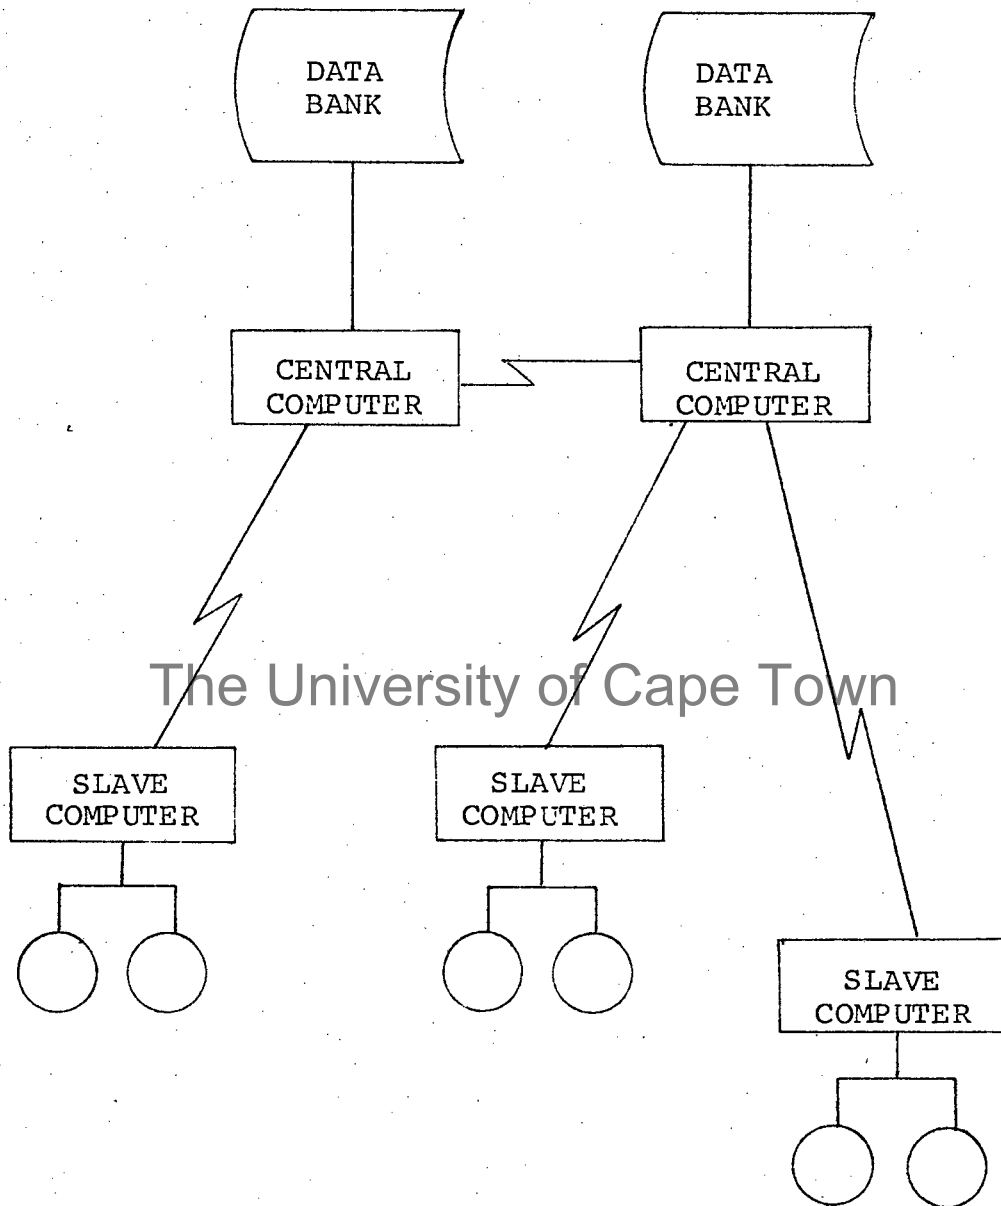 DATA
BANK
DATA
BANK
CENTRAL
COMPUTER
CENTRAL
COMPUTER
The University of Cape Town
SLAVE
COMPUTER
SLAVE
COMPUTER
SLAVE
COMPUTER